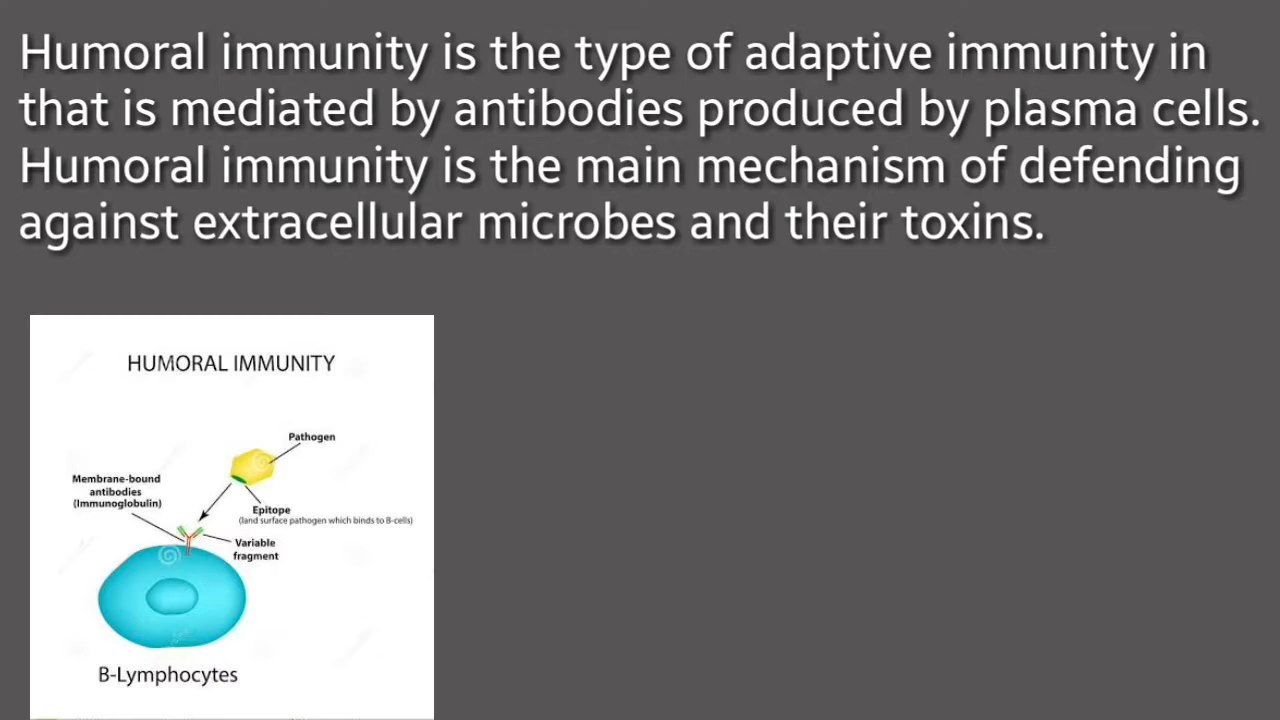 Humoral immunity is the type of adaptive immunity in
that is mediated by antibodies produced by plasma cells.
Humoral immunity is the main mechanism of defending
against extracellular microbes and their toxins.
HUMORAL IMMUNITY
Pathogen
Membrane-bound
antibodies
(Immunoglobulin)
Epitope
(land surface pathogen which binds to B-cells)
Variable
fragment
B-Lymphocytes